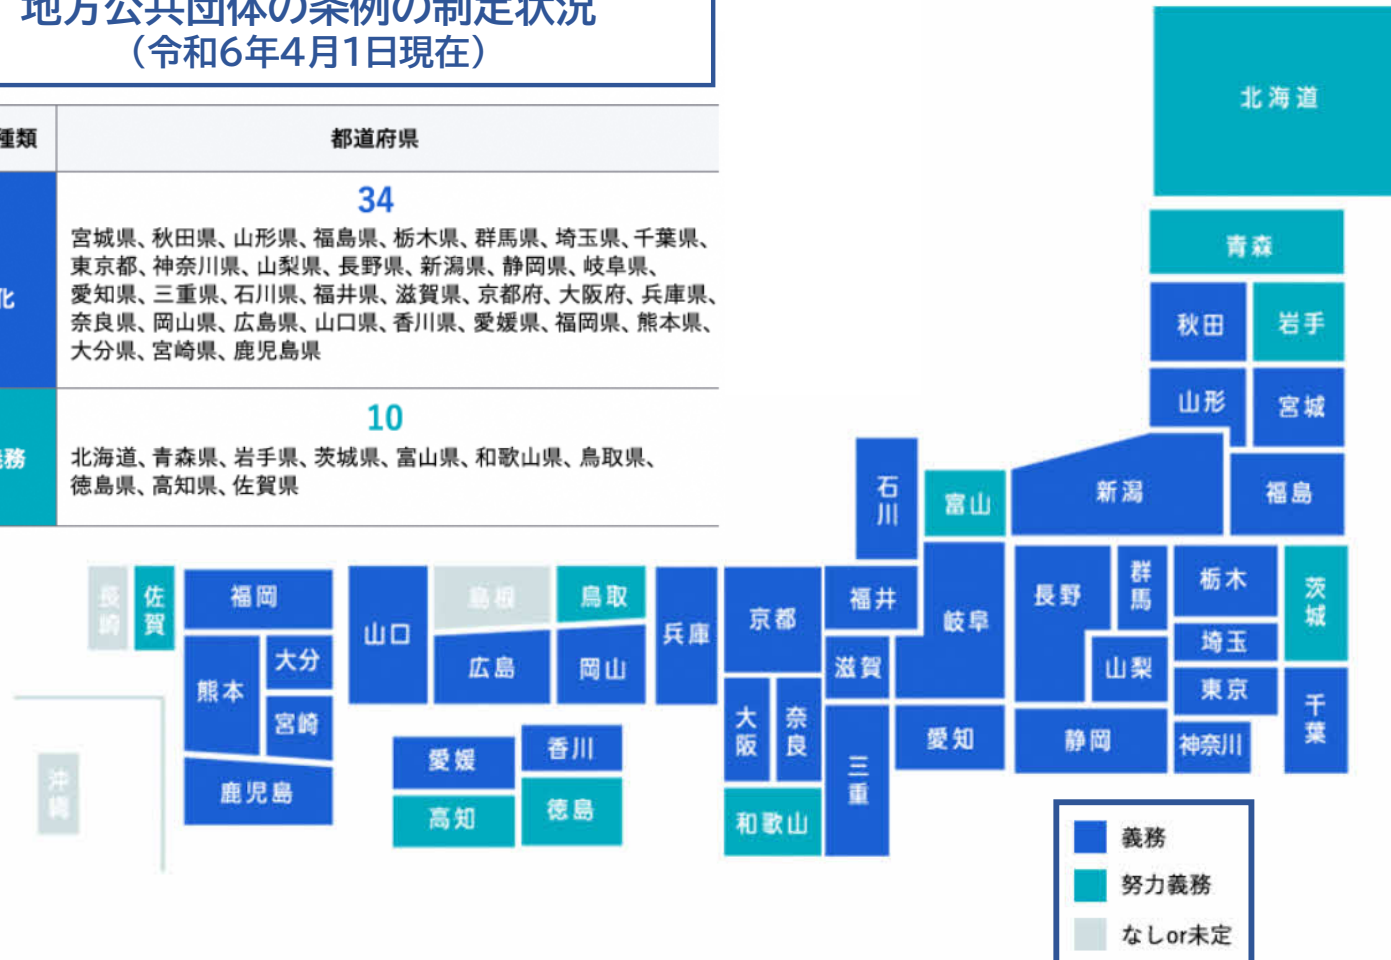 地方公共団体の条例の制定状況
（令和6年4月1日現在）
種類
都道府県
化
34
宮城県、秋田県、山形県、福島県、栃木県、群馬県、埼玉県、千葉県、
東京都、神奈川県、山梨県、長野県、新潟県、静岡県、岐阜県、
愛知県、三重県、石川県、福井県、滋賀県、京都府、大阪府、兵庫県、
奈良県、岡山県、広島県、山口県、香川県、愛媛県、福岡県、熊本県、
大分県、宮崎県、鹿児島県
務
10
北海道、青森県、岩手県、茨城県、富山県、和歌山県、鳥取県、
徳島県、高知県、佐賀県
北海道
青森
秋田
岩手
山形
宮城
石川
富山
新潟
福島
長崎
佐賀
福岡
山口
島根
鳥取
兵庫
京都
福井
岐阜
長野
群馬
栃木
茨城
熊本
大分
広島
岡山
滋賀
山梨
埼玉
東京
宮崎
大阪
奈良
三重
愛知
静岡
神奈川
千葉
沖縄
鹿児島
愛媛
香川
高知
徳島
和歌山
義務
努力義務
なしor未定